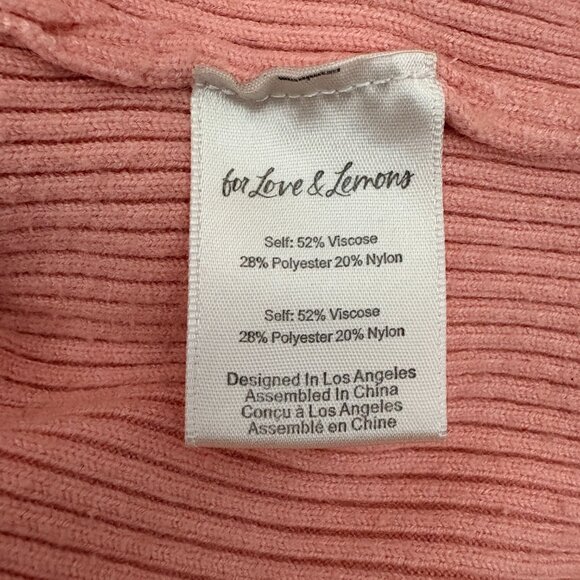 for Love & Lemons
Self: 52% Viscose
28% Polyester 20% Nylon
Self: 52% Viscose
28% Polyester 20% Nylon
Designed In Los Angeles
Assembled In China
Conçu à Los Angeles
Assemblé en Chine